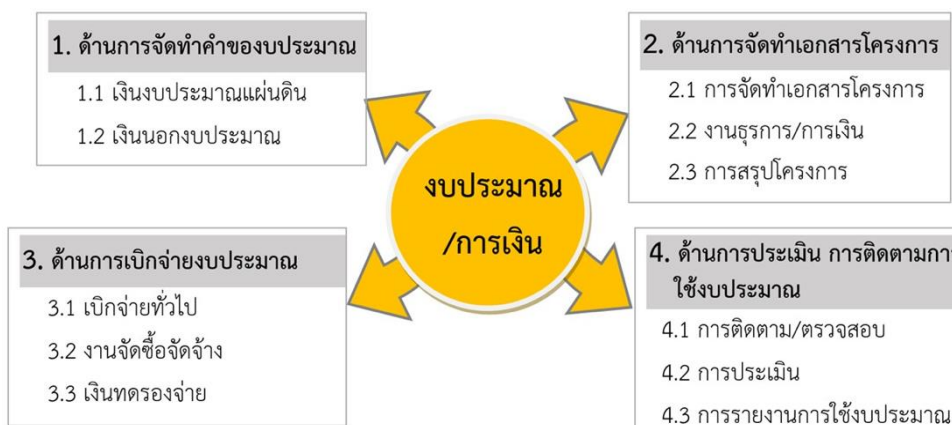 1. ด้านการจัดทำคำของบประมาณ
1.1 เงินงบประมาณแผ่นดิน
1.2 เงินนอกงบประมาณ
2. ด้านการจัดทำเอกสารโครงการ
2.1 การจัดทำเอกสารโครงการ
2.2 งานธุรการ/การเงิน
2.3 การสรุปโครงการ
งบประมาณ
/การเงิน
3. ด้านการเบิกจ่ายงบประมาณ
3.1 เบิกจ่ายทั่วไป
3.2 งานจัดซื้อจัดจ้าง
3.3 เงินทดรองจ่าย
4. ด้านการประเมิน การติดตามการ
ใช้งบประมาณ
4.1 การติดตาม/ตรวจสอบ
4.2 การประเมิน
4.3 การรายงานการใช้งบประมาณ